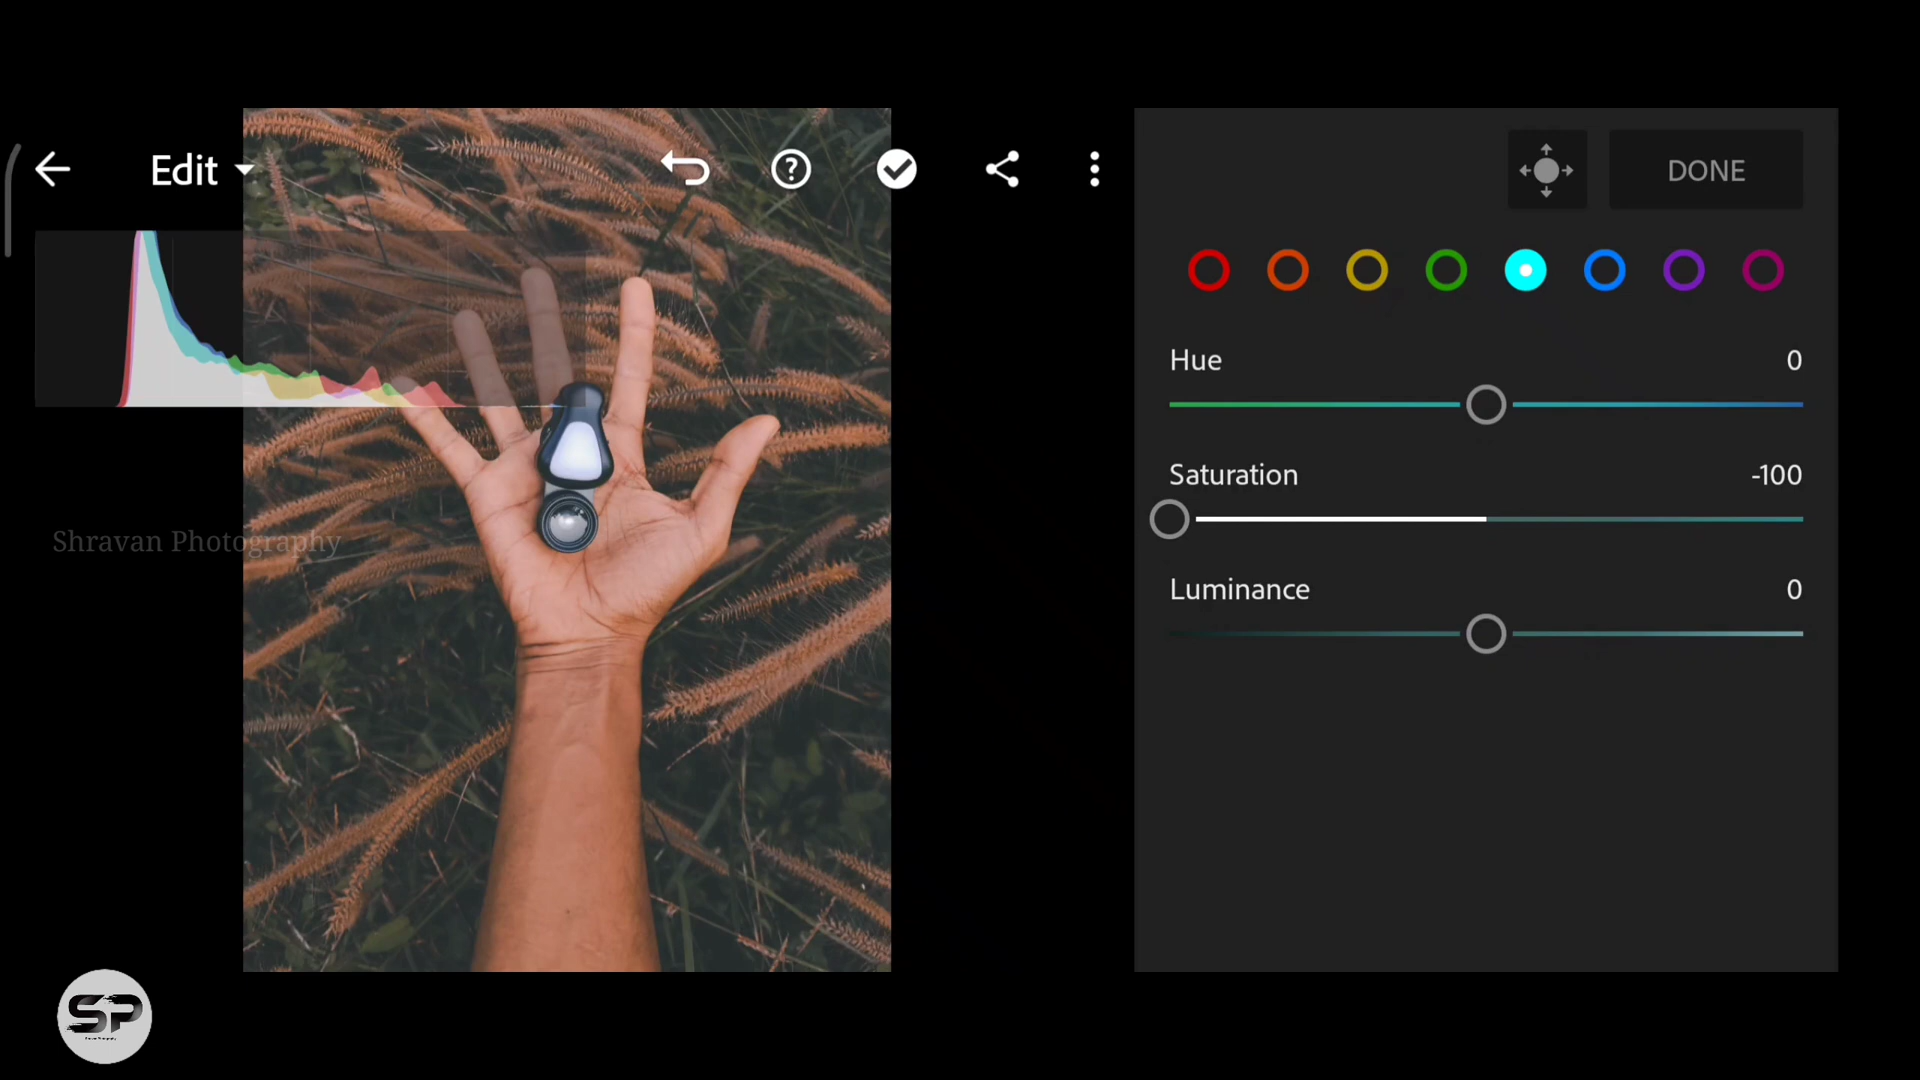 Edit
DONE
Hue 0
Saturation -100
Luminance 0
Shravan Photography
SP